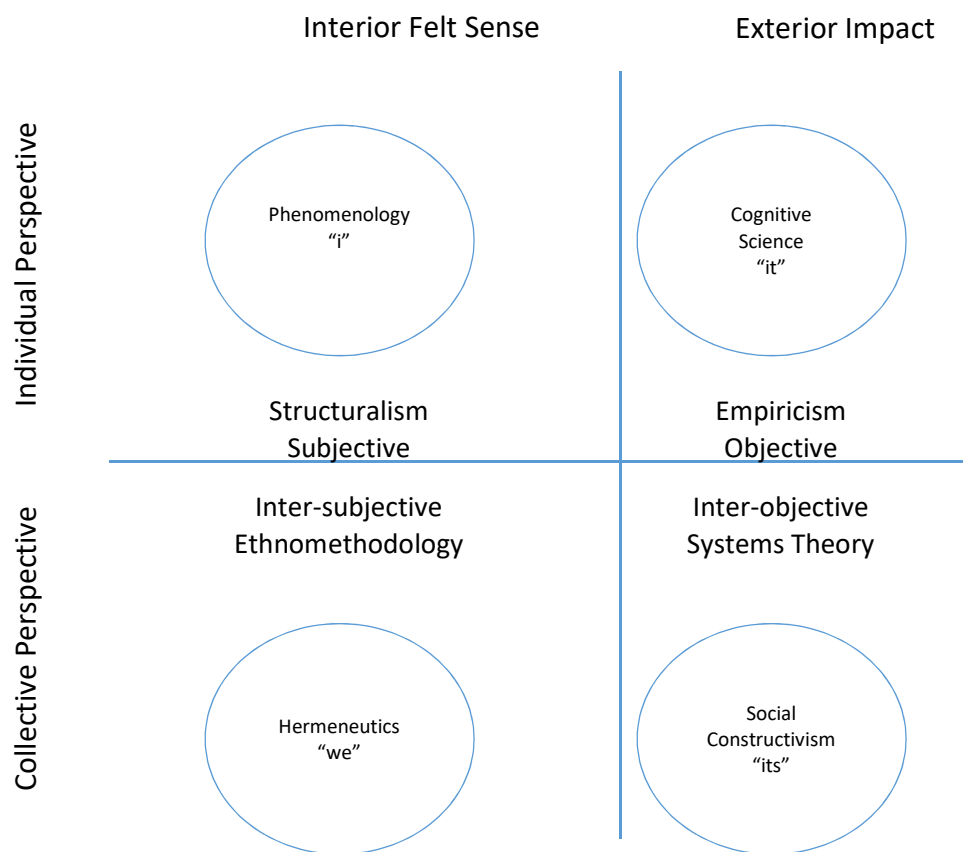 Interior Felt Sense
Exterior Impact
Individual Perspective
Phenomenology
“i”
Cognitive
Science
“it”
Structuralism
Subjective
Empiricism
Objective
Collective Perspective
Inter-subjective
Ethnomethodology
Inter-objective
Systems Theory
Hermeneutics
“we”
Social
Constructivism
“its”